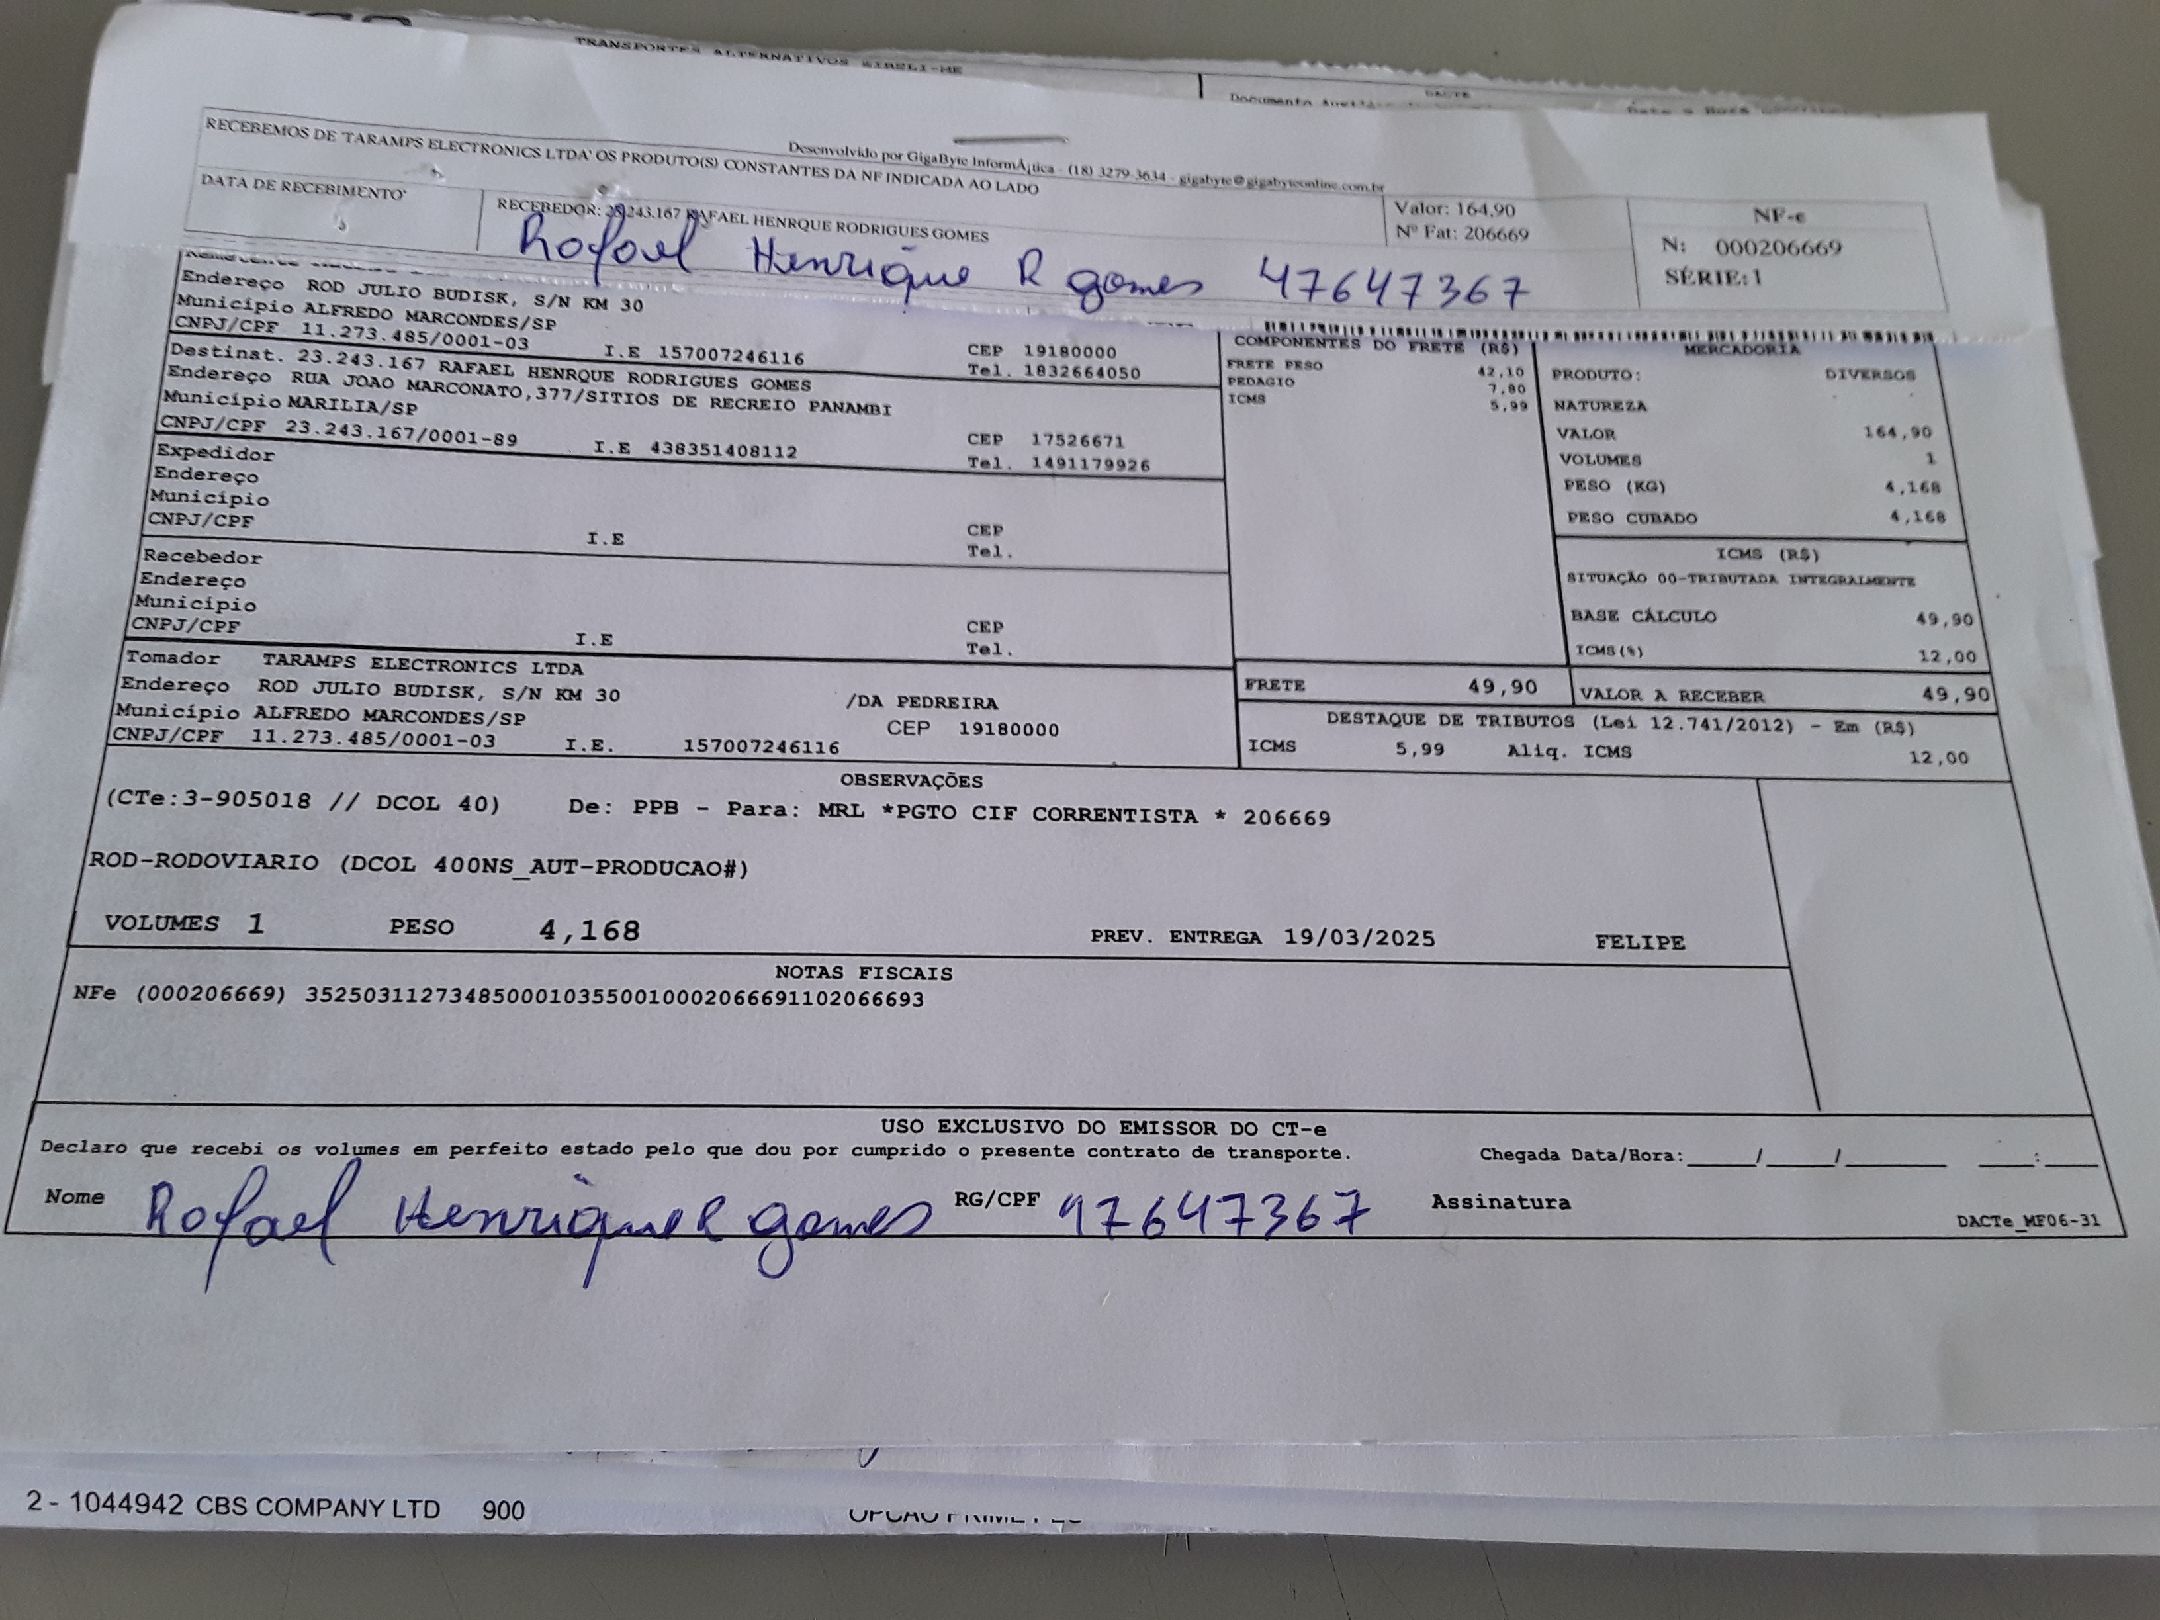 TRANSPORTES ALTERNATIVOS EIRELI-ME
DACTE
Desenvolvido por GigaByte InformÃ¡tica - (18) 3279-3634 - gigabyte@gigabyteonline.com.br
RECEBEMOS DE 'TARAMPS ELECTRONICS LTDA' OS PRODUTO(S) CONSTANTES DA NF INDICADA AO LADO
DATA DE RECEBIMENTO
RECEBEDOR: 23.243.167 RAFAEL HENRQUE RODRIGUES GOMES
Valor: 164,90
Nº Fat: 206669
NF-e
N: 000206669
SÉRIE:1
Rafael Henrique R gomes 47647367
Endereço ROD JULIO BUDISK, S/N KM 30
Município ALFREDO MARCONDES/SP
CNPJ/CPF 11.273.485/0001-03 I.E 157007246116
CEP 19180000
Tel. 1832664050
Destinat. 23.243.167 RAFAEL HENRQUE RODRIGUES GOMES
Endereço RUA JOAO MARCONATO,377/SITIOS DE RECREIO PANAMBI
Município MARILIA/SP
CNPJ/CPF 23.243.167/0001-89 I.E 438351408112
CEP 17526671
Tel. 1491179926
Expedidor
Endereço
Município
CNPJ/CPF I.E
CEP
Tel.
Recebedor
Endereço
Município
CNPJ/CPF I.E
CEP
Tel.
Tomador TARAMPS ELECTRONICS LTDA
Endereço ROD JULIO BUDISK, S/N KM 30 /DA PEDREIRA
Município ALFREDO MARCONDES/SP CEP 19180000
CNPJ/CPF 11.273.485/0001-03 I.E. 157007246116
COMPONENTES DO FRETE (R$)
FRETE PESO 42,10
PEDAGIO 7,80
ICMS 5,99
MERCADORIA
PRODUTO: DIVERSOS
NATUREZA
VALOR 164,90
VOLUMES 1
PESO (KG) 4,168
PESO CUBADO 4,168
ICMS (R$)
SITUAÇÃO 00-TRIBUTADA INTEGRALMENTE
BASE CÁLCULO 49,90
ICMS(%) 12,00
FRETE 49,90
VALOR A RECEBER 49,90
DESTAQUE DE TRIBUTOS (Lei 12.741/2012) - Em (R$)
ICMS 5,99 Aliq. ICMS 12,00
OBSERVAÇÕES
(CTe:3-905018 // DCOL 40) De: PPB - Para: MRL *PGTO CIF CORRENTISTA * 206669
ROD-RODOVIARIO (DCOL 400NS_AUT-PRODUCAO#)
VOLUMES 1 PESO 4,168 PREV. ENTREGA 19/03/2025 FELIPE
NOTAS FISCAIS
NFe (000206669) 35250311273485000103550010002066691102066693
USO EXCLUSIVO DO EMISSOR DO CT-e
Declaro que recebi os volumes em perfeito estado pelo que dou por cumprido o presente contrato de transporte. Chegada Data/Hora:____/____/______ ____:____
Nome Rafael Henrique R gomes RG/CPF 47647367 Assinatura
DACTe_MF06-31
2 - 1044942 CBS COMPANY LTD 900